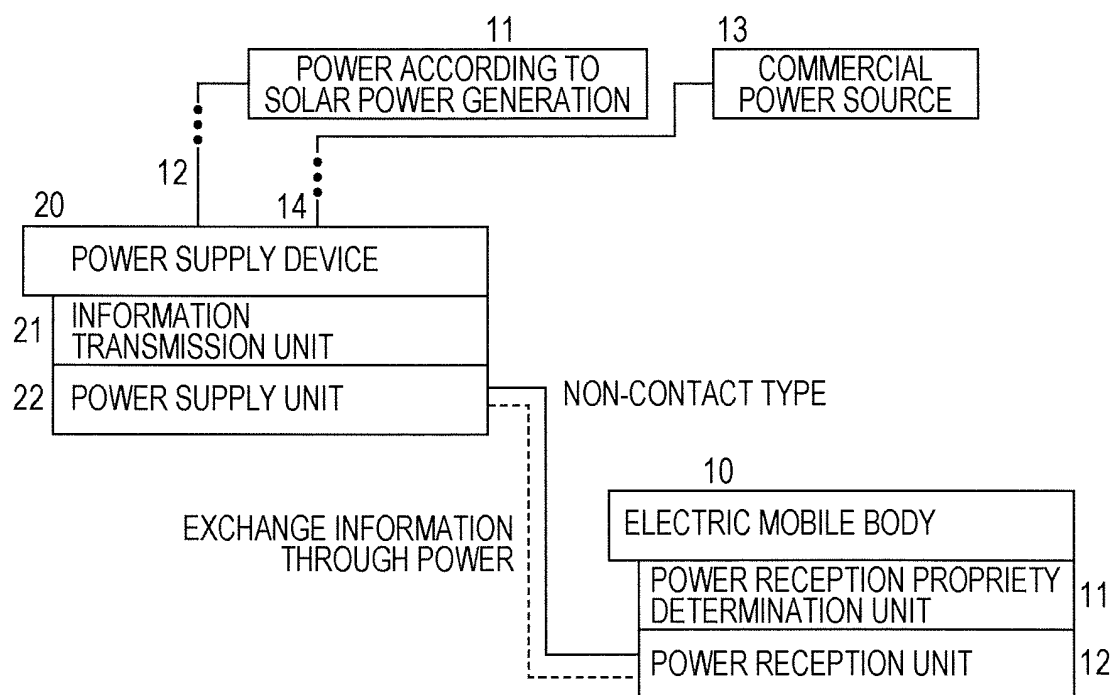 11
POWER ACCORDING TO
SOLAR POWER GENERATION
13
COMMERCIAL
POWER SOURCE
12
14
20
POWER SUPPLY DEVICE
21
INFORMATION
TRANSMISSION UNIT
22
POWER SUPPLY UNIT
NON-CONTACT TYPE
EXCHANGE INFORMATION
THROUGH POWER
10
ELECTRIC MOBILE BODY
POWER RECEPTION PROPRIETY
DETERMINATION UNIT
11
POWER RECEPTION UNIT
12